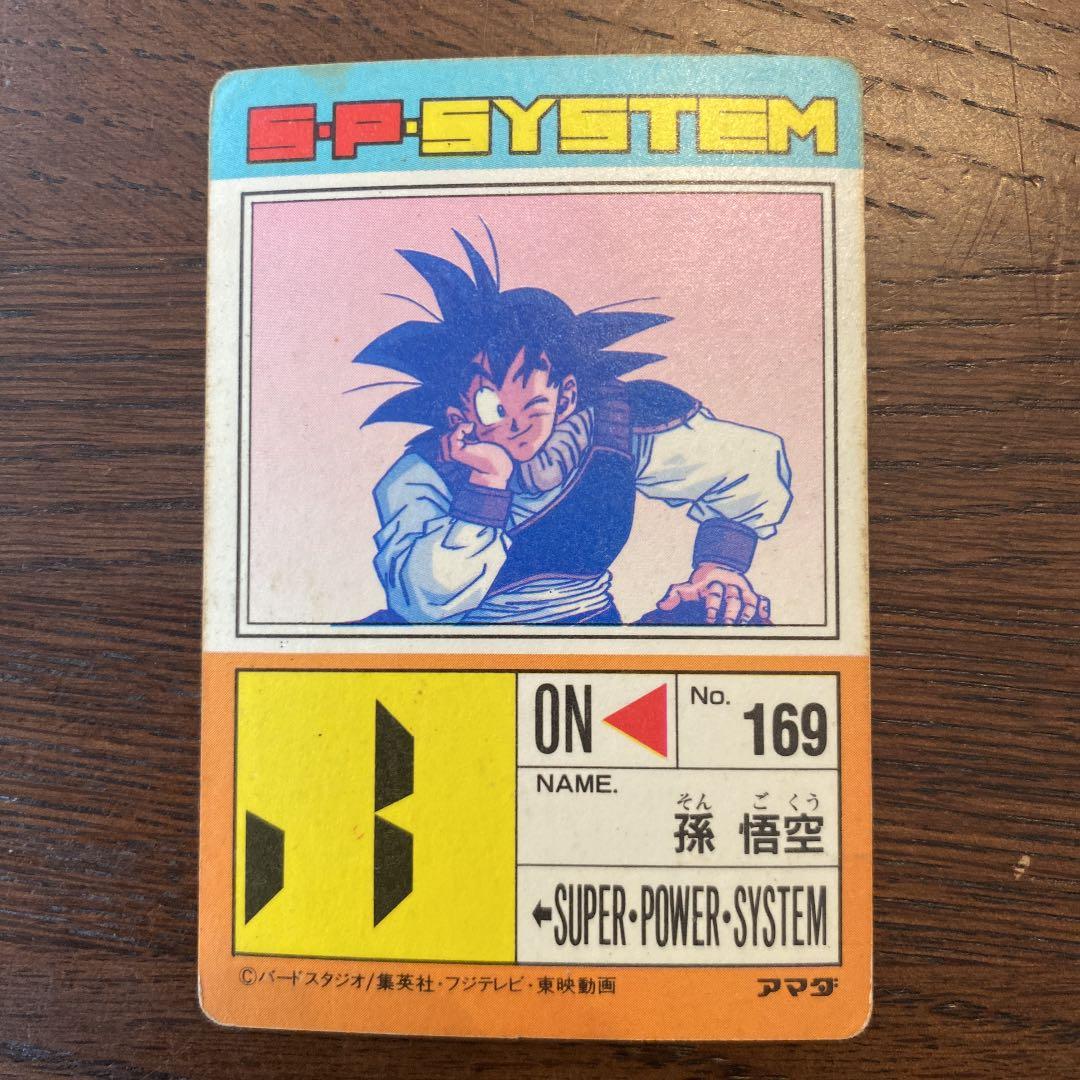 S·P·SYSTEM
ON
No. 169
NAME.
そん ご くう
孫 悟空
←SUPER·POWER·SYSTEM
©バードスタジオ/集英社・フジテレビ・東映動画
アマダ